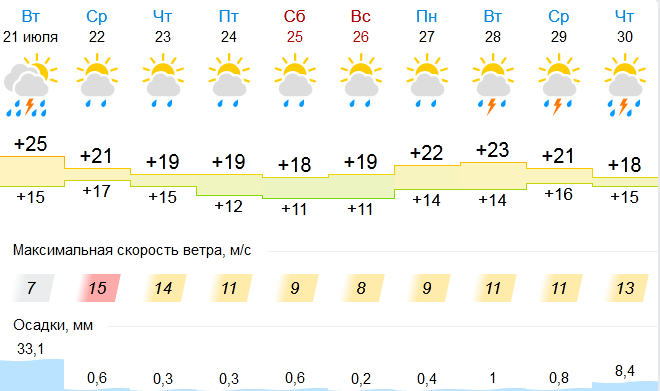 Вт Ср Чт Пт Сб Вс Пн Вт Ср Чт
21 июля 22 23 24 25 26 27 28 29 30
+25 +21 +19 +19 +18 +19 +22 +23 +21 +18
+15 +17 +15 +12 +11 +11 +14 +14 +16 +15
Максимальная скорость ветра, м/с
7 15 14 11 9 8 9 11 11 13
Осадки, мм
33,1 0,6 0,3 0,3 0,6 0,2 0,4 1 0,8 8,4